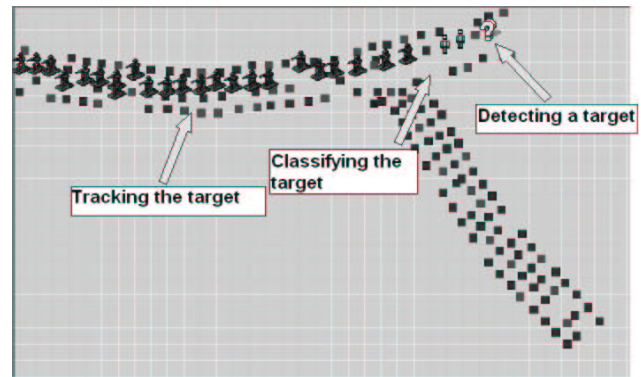 Detecting a target
Classifying the
target
Tracking the target